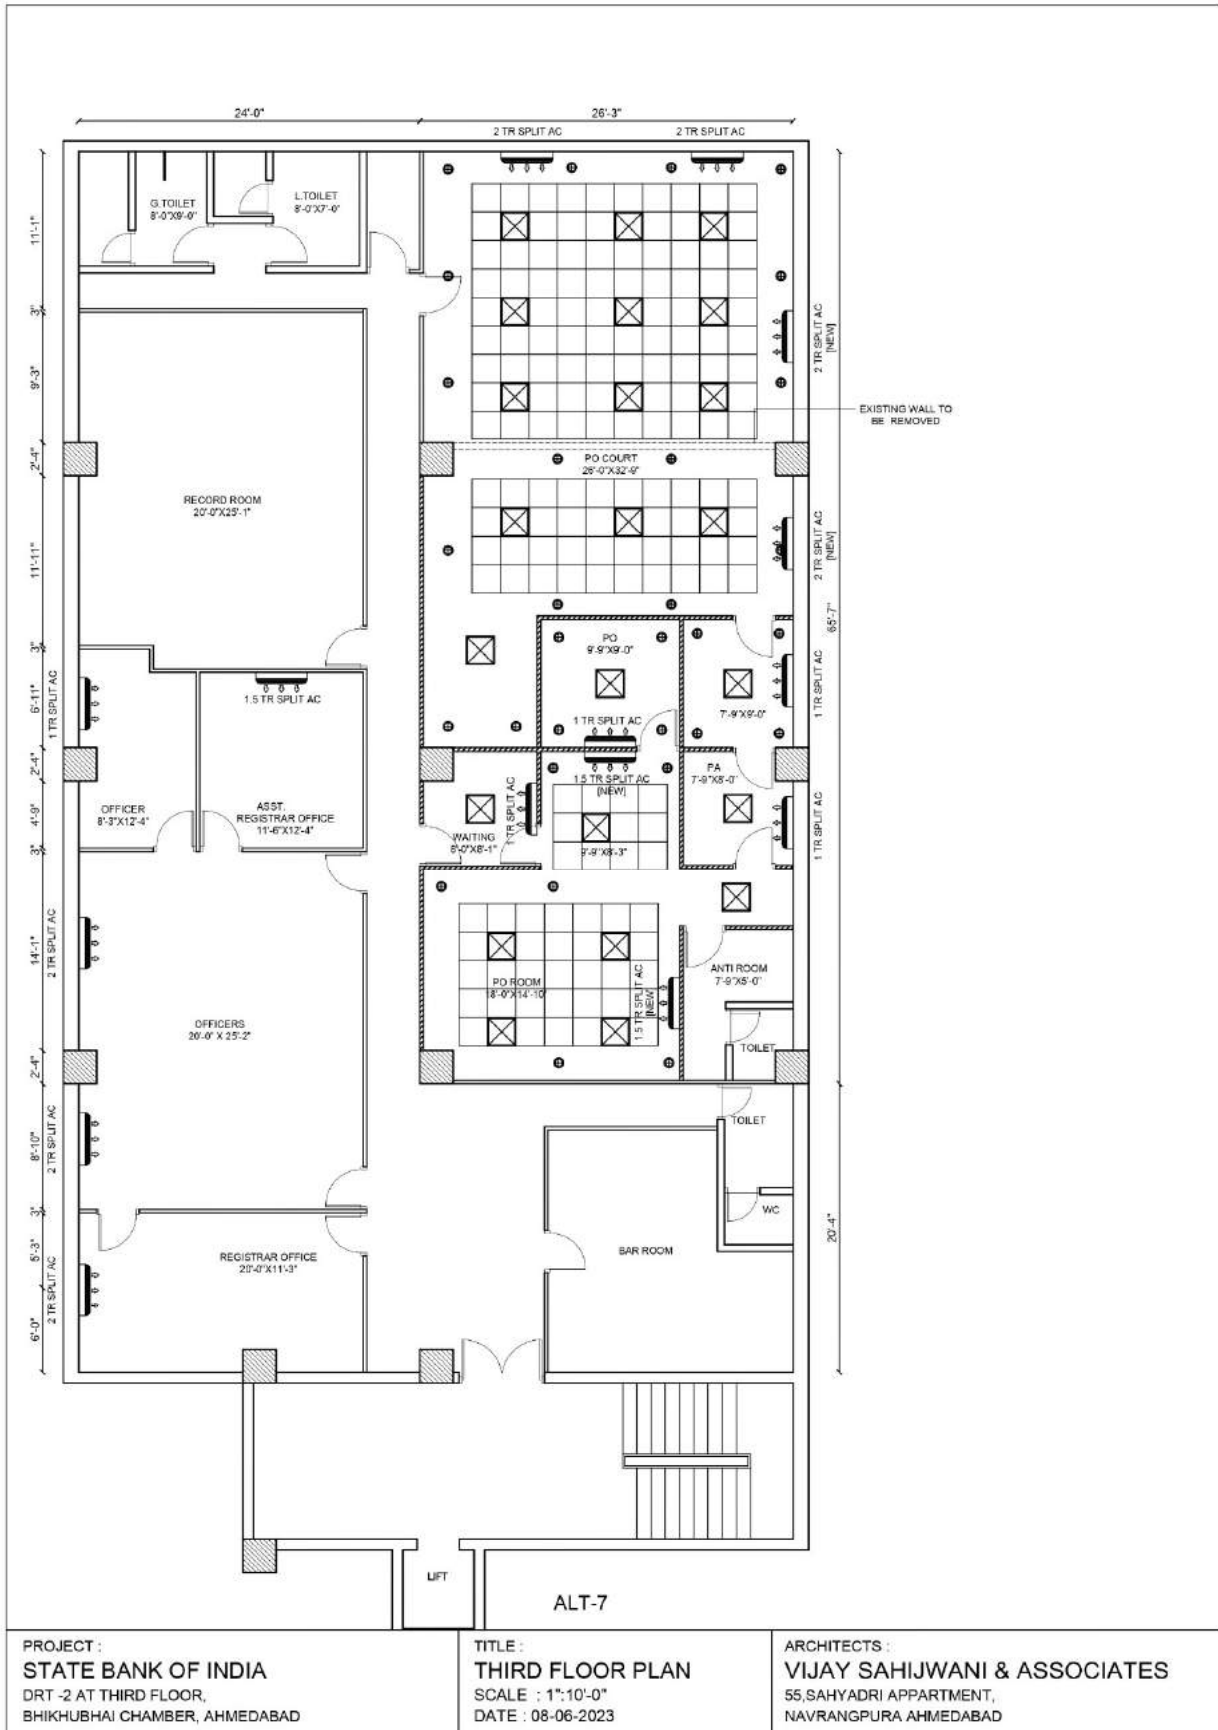 24'-0"
26'-3"
2 TR SPLIT AC
2 TR SPLIT AC
G.TOILET
8'-0"X9'-0"
L.TOILET
8'-0"X7'-0"
11'-1"
3"
9'-3"
2'-4"
11'-11"
3"
6'-11"
2'-4"
4'-9"
3"
14'-1"
2'-4"
8'-10"
3"
5'-3"
6'-0"
2 TR SPLIT AC
[NEW]
EXISTING WALL TO
BE REMOVED
PO COURT
26'-0"X32'-9"
RECORD ROOM
20'-0"X25'-1"
2 TR SPLIT AC
[NEW]
65'-7"
PO
9'-9"X9'-0"
1 TR SPLIT AC
7'-9"X9'-0"
1 TR SPLIT AC
1 TR SPLIT AC
1.5 TR SPLIT AC
1.5 TR SPLIT AC
[NEW]
PA
7'-9"X8'-0"
1 TR SPLIT AC
OFFICER
8'-3"X12'-4"
ASST.
REGISTRAR OFFICE
11'-6"X12'-4"
WAITING
8'-0"X8'-1"
1 TR SPLIT AC
9'-9"X8'-3"
2 TR SPLIT AC
PO ROOM
18'-0"X14'-10"
1.5 TR SPLIT AC
[NEW]
ANTI ROOM
7'-9"X5'-0"
TOILET
OFFICERS
20'-0" X 25'-2"
2 TR SPLIT AC
TOILET
WC
20'-4"
BAR ROOM
REGISTRAR OFFICE
20'-0"X11'-3"
2 TR SPLIT AC
LIFT
ALT-7
PROJECT :
STATE BANK OF INDIA
DRT -2 AT THIRD FLOOR,
BHIKHUBHAI CHAMBER, AHMEDABAD
TITLE :
THIRD FLOOR PLAN
SCALE : 1":10'-0"
DATE : 08-06-2023
ARCHITECTS :
VIJAY SAHIJWANI & ASSOCIATES
55,SAHYADRI APPARTMENT,
NAVRANGPURA AHMEDABAD